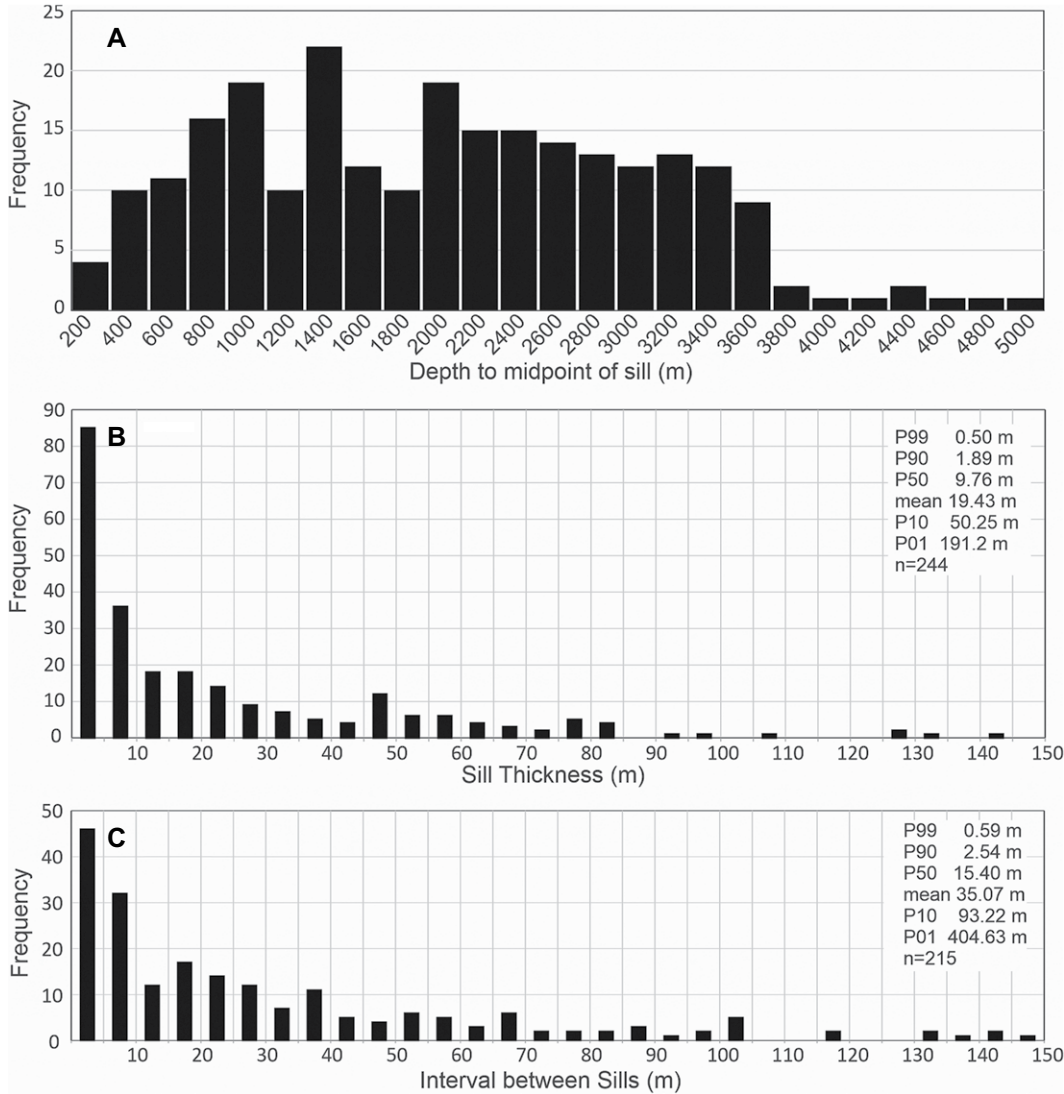 A
25
20
15
10
5
0
Frequency
200 400 600 800 1000 1200 1400 1600 1800 2000 2200 2400 2600 2800 3000 3200 3400 3600 3800 4000 4200 4400 4600 4800 5000
Depth to midpoint of sill (m)
B
90
80
70
60
50
40
30
20
10
0
Frequency
P99 0.50 m
P90 1.89 m
P50 9.76 m
mean 19.43 m
P10 50.25 m
P01 191.2 m
n=244
10 20 30 40 50 60 70 80 90 100 110 120 130 140 150
Sill Thickness (m)
C
50
40
30
20
10
0
Frequency
P99 0.59 m
P90 2.54 m
P50 15.40 m
mean 35.07 m
P10 93.22 m
P01 404.63 m
n=215
10 20 30 40 50 60 70 80 90 100 110 120 130 140 150
Interval between Sills (m)